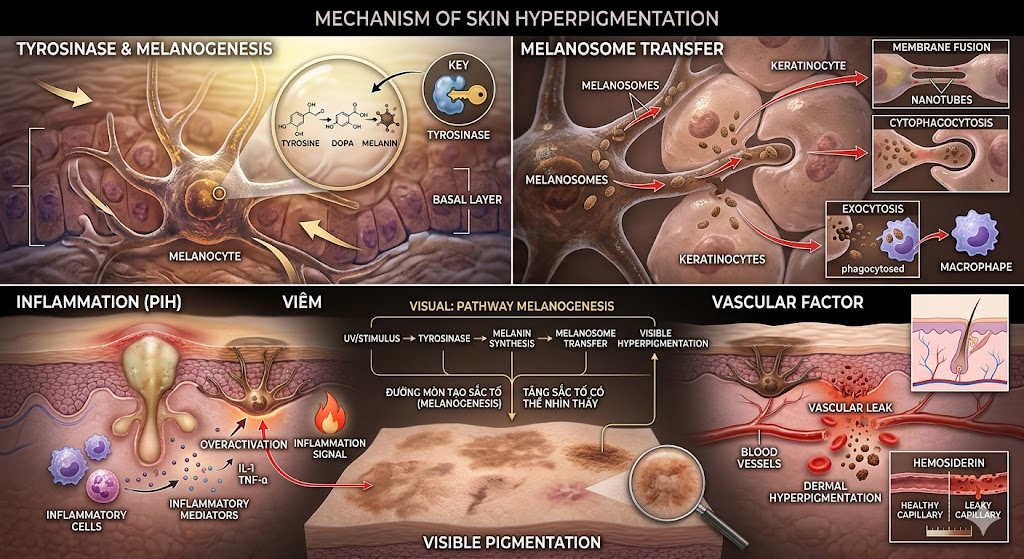 MECHANISM OF SKIN HYPERPIGMENTATION
TYROSINASE & MELANOGENESIS
KEY
TYROSINASE
OH
HO
OH
TYROSINE
DOPA
MELANIN
BASAL LAYER
MELANOCYTE
MELANOSOME TRANSFER
MELANOSOMES
KERATINOCYTE
MEMBRANE FUSION
NANOTUBES
CYTOPHAGOCYTOSIS
MELANOSOMES
EXOCYTOSIS
phagocytosed
MACROPHAPE
KERATINOCYTES
INFLAMMATION (PIH)
VIÊM
OVERACTIVATION
INFLAMMATION
SIGNAL
IL-1
TNF-α
INFLAMMATORY
CELLS
INFLAMMATORY
MEDIATORS
VISUAL: PATHWAY MELANOGENESIS
UV/STIMULUS
TYROSINASE
MELANIN
SYNTHESIS
MELANOSOME
TRANSFER
VISIBLE
HYPERPIGMENTATION
ĐƯỜNG MÒN TẠO SẮC TỐ
(MELANOGENESIS)
TĂNG SẮC TỐ CÓ
THỂ NHÌN THẤY
VISIBLE PIGMENTATION
VASCULAR FACTOR
VASCULAR LEAK
BLOOD
VESSELS
DERMAL
HYPERPIGMENTATION
HEMOSIDERIN
HEALTHY
CAPILLARY
LEAKY
CAPILLARY